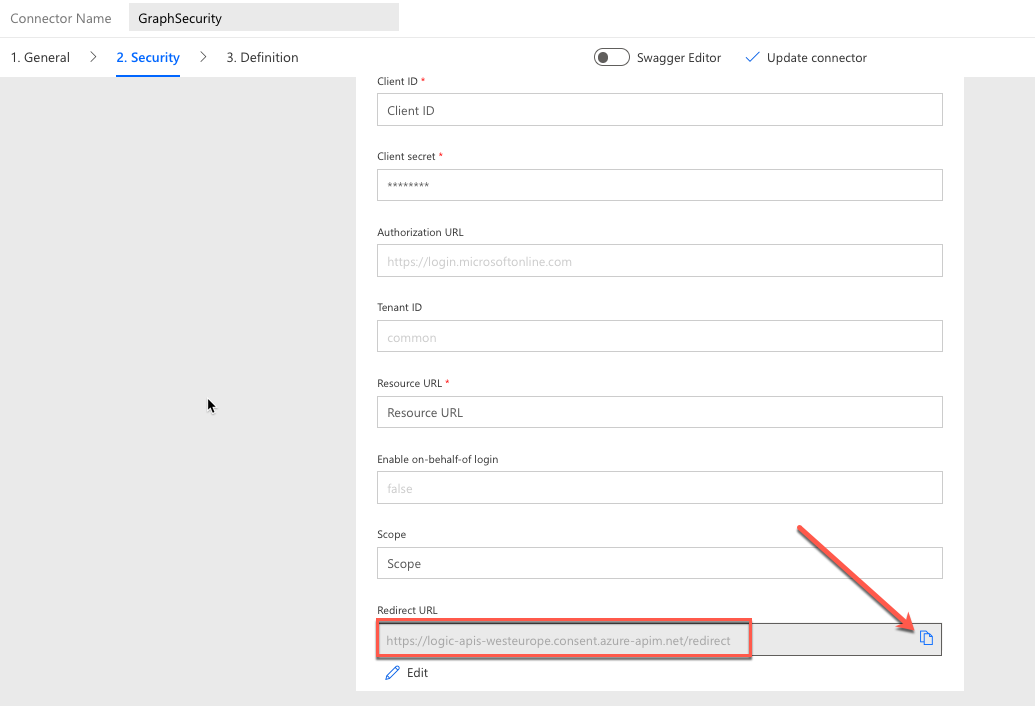 Connector Name GraphSecurity
1. General 2. Security 3. Definition Swagger Editor Update connector
Client ID *
Client ID
Client secret *
********
Authorization URL
https://login.microsoftonline.com
Tenant ID
common
Resource URL *
Resource URL
Enable on-behalf-of login
false
Scope
Scope
Redirect URL
https://logic-apis-westeurope.consent.azure-apim.net/redirect
Edit